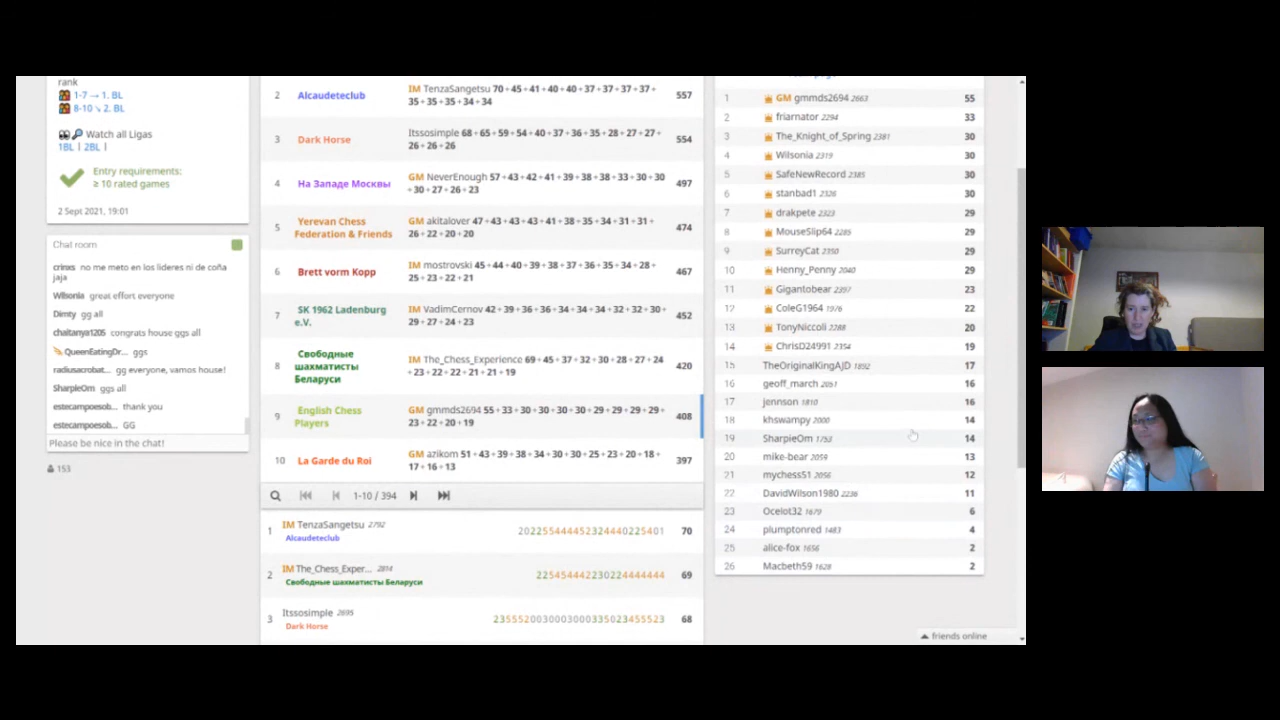 rank
1-7 → 1. BL
8-10 ↘ 2. BL
Watch all Ligas
1BL | 2BL |
Entry requirements:
≥ 10 rated games
2 Sept 2021, 19:01
Chat room
crinxs no me meto en los lideres ni de coña
jaja
Wilsonia great effort everyone
Dimty gg all
chaitanya1205 congrats house ggs all
QueenEatingDr... ggs
radiusacrobat... gg everyone, vamos house!
SharpieOm ggs all
estecampoesob... thank you
estecampoesob... GG
Please be nice in the chat!
153
2 Alcaudeteclub IM TenzaSangetsu 70 + 45 + 41 + 40 + 40 + 37 + 37 + 37 + 37 +
35 + 35 + 35 + 34 + 34 557
3 Dark Horse Itssosimple 68 + 65 + 59 + 54 + 40 + 37 + 36 + 35 + 28 + 27 + 27 +
26 + 26 + 26 554
4 На Западе Москвы GM NeverEnough 57 + 43 + 42 + 41 + 39 + 38 + 38 + 33 + 30 + 30
+ 30 + 27 + 26 + 23 497
5 Yerevan Chess
Federation & Friends GM akitalover 47 + 43 + 43 + 43 + 41 + 38 + 35 + 34 + 31 + 31 +
26 + 22 + 20 + 20 474
6 Brett vorm Kopp IM mostrovski 45 + 44 + 40 + 39 + 38 + 37 + 36 + 35 + 34 + 28 +
25 + 23 + 22 + 21 467
7 SK 1962 Ladenburg
e.V. IM VadimCernov 42 + 39 + 36 + 36 + 34 + 34 + 34 + 32 + 32 + 30 +
29 + 27 + 24 + 23 452
8 Свободные
шахматисты
Беларуси IM The_Chess_Experience 69 + 45 + 37 + 32 + 30 + 28 + 27 + 24
+ 23 + 22 + 22 + 21 + 21 + 19 420
9 English Chess
Players GM gmmds2694 55 + 33 + 30 + 30 + 30 + 30 + 29 + 29 + 29 + 29 +
23 + 22 + 20 + 19 408
10 La Garde du Roi GM azikom 51 + 43 + 39 + 38 + 34 + 30 + 30 + 25 + 23 + 20 + 18 +
17 + 16 + 13 397
1-10 / 394
1 IM TenzaSangetsu 2792 202255444452324440225401 70
Alcaudeteclub
2 IM The_Chess_Exper... 2814 225454422302244444444 69
Свободные шахматисты Беларуси
3 Itssosimple 2695 68
Dark Horse
1 GM gmmds2694 2663 55
2 friarnator 2294 33
3 The_Knight_of_Spring 2381 30
4 Wilsonia 2319 30
5 SafeNewRecord 2385 30
6 stanbad1 2326 30
7 drakpete 2323 29
8 MouseSlip64 2285 29
9 SurreyCat 2350 29
10 Henny_Penny 2040 29
11 Gigantobear 2397 23
12 ColeG1964 1976 22
13 TonyNiccoli 2288 20
14 ChrisD24991 2354 19
15 TheOriginalKingAJD 1892 17
16 geoff_march 2051 16
17 jennson 1810 16
18 khswampy 2000 14
19 SharpieOm 1753 14
20 mike-bear 2059 13
21 mychess51 2056 12
22 DavidWilson1980 2236 11
23 Ocelot32 1679 6
24 plumptonred 1483 4
25 alice-fox 1656 2
26 Macbeth59 1628 2
friends online